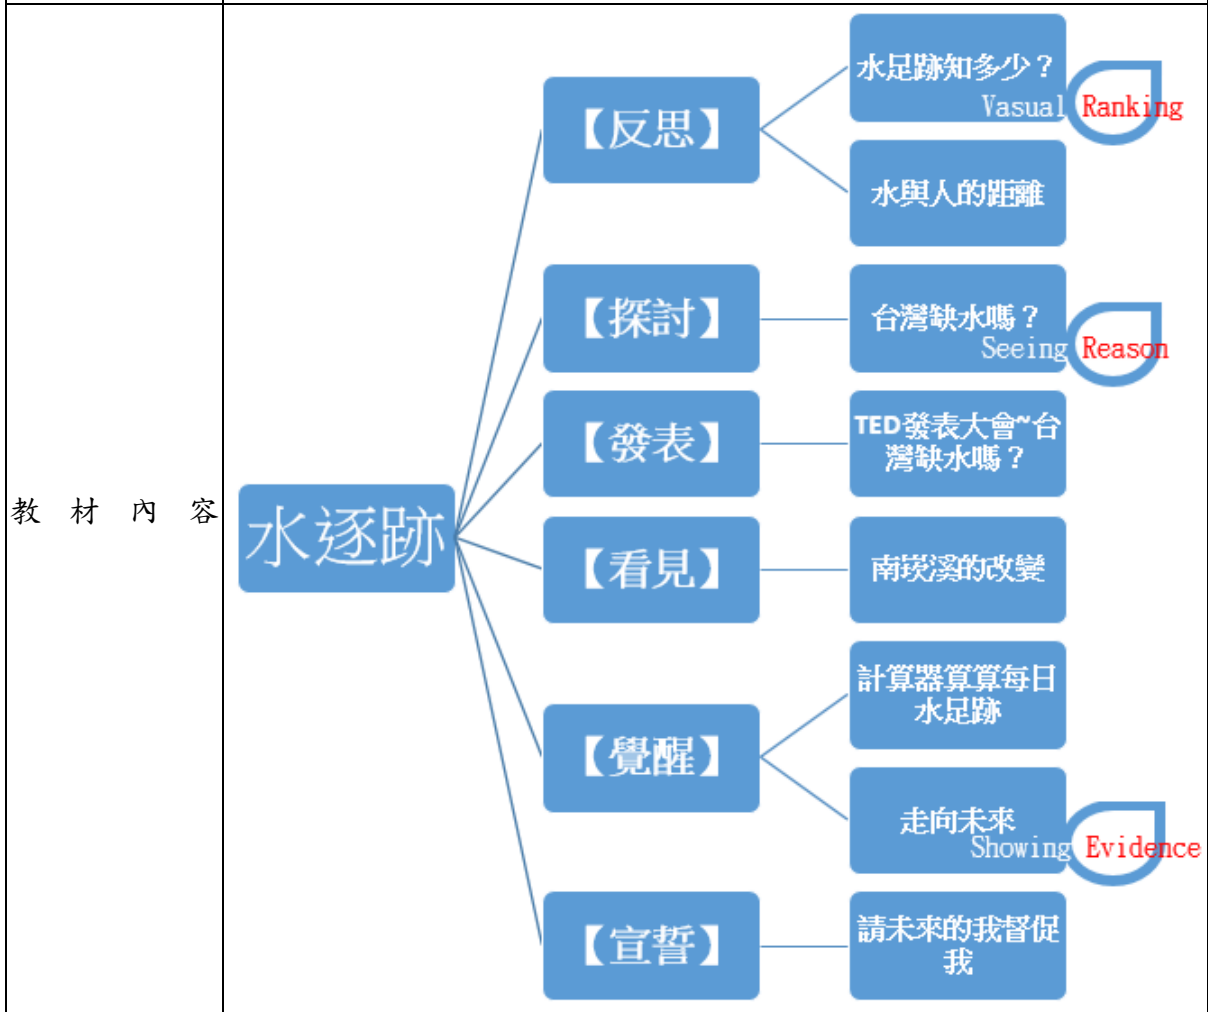 教材內容
水逐跡
【反思】
水足跡知多少？
Vasual Ranking
水與人的距離
【探討】
台灣缺水嗎？
Seeing Reason
【發表】
TED發表大會~台
灣缺水嗎？
【看見】
南崁溪的改變
【覺醒】
計算器算算每日
水足跡
走向未來
Showing Evidence
【宣誓】
請未來的我督促
我